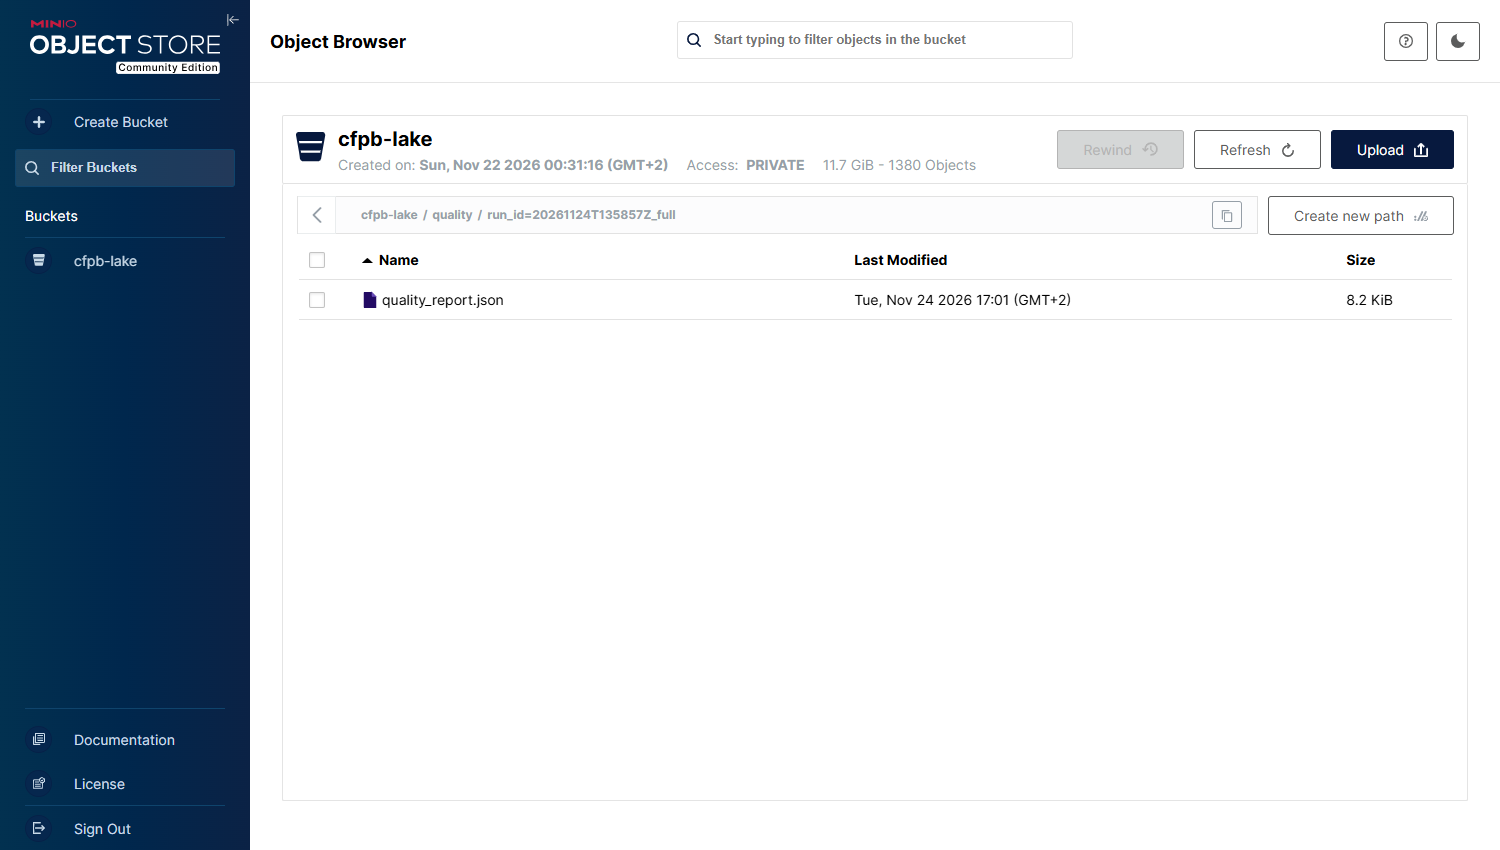 MINIO
OBJECT STORE
Community Edition
Create Bucket
Filter Buckets
Buckets
cfpb-lake
Documentation
License
Sign Out
Object Browser
Start typing to filter objects in the bucket
cfpb-lake
Created on: Sun, Nov 22 2026 00:31:16 (GMT+2) Access: PRIVATE 11.7 GiB - 1380 Objects
Rewind
Refresh
Upload
cfpb-lake / quality / run_id=20261124T135857Z_full
Create new path
Name Last Modified Size
quality_report.json Tue, Nov 24 2026 17:01 (GMT+2) 8.2 KiB